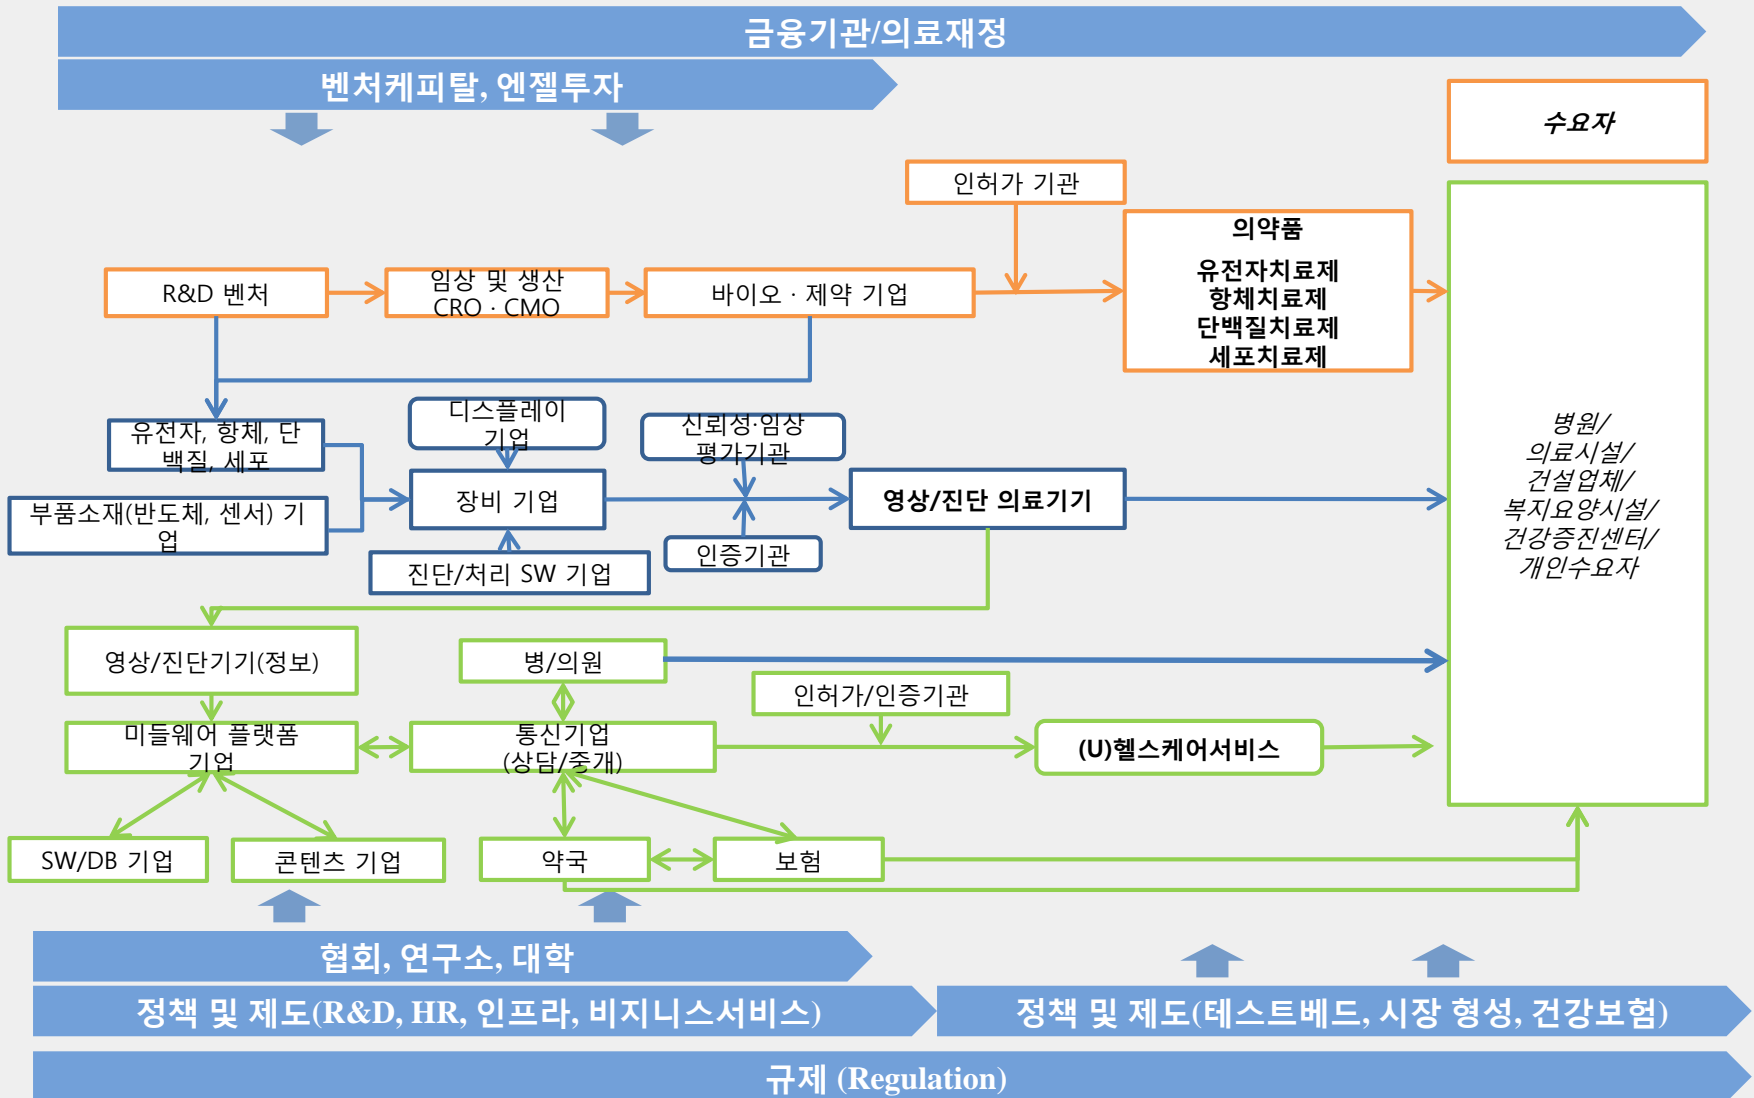 금융기관/의료재정
벤처케피탈, 엔젤투자
수요자
인허가 기관
의약품
유전자치료제
항체치료제
단백질치료제
세포치료제
R&D 벤처
임상 및 생산
CRO · CMO
바이오 · 제약 기업
유전자, 항체, 단
백질, 세포
디스플레이
기업
신뢰성·임상
평가기관
부품소재(반도체, 센서) 기
업
장비 기업
영상/진단 의료기기
진단/처리 SW 기업
인증기관
병원/
의료시설/
건설업체/
복지요양시설/
건강증진센터/
개인수요자
영상/진단기기(정보)
병/의원
인허가/인증기관
미들웨어 플랫폼
기업
통신기업
(상담/중개)
(U)헬스케어서비스
SW/DB 기업
콘텐츠 기업
약국
보험
협회, 연구소, 대학
정책 및 제도(R&D, HR, 인프라, 비지니스서비스)
정책 및 제도(테스트베드, 시장 형성, 건강보험)
규제 (Regulation)